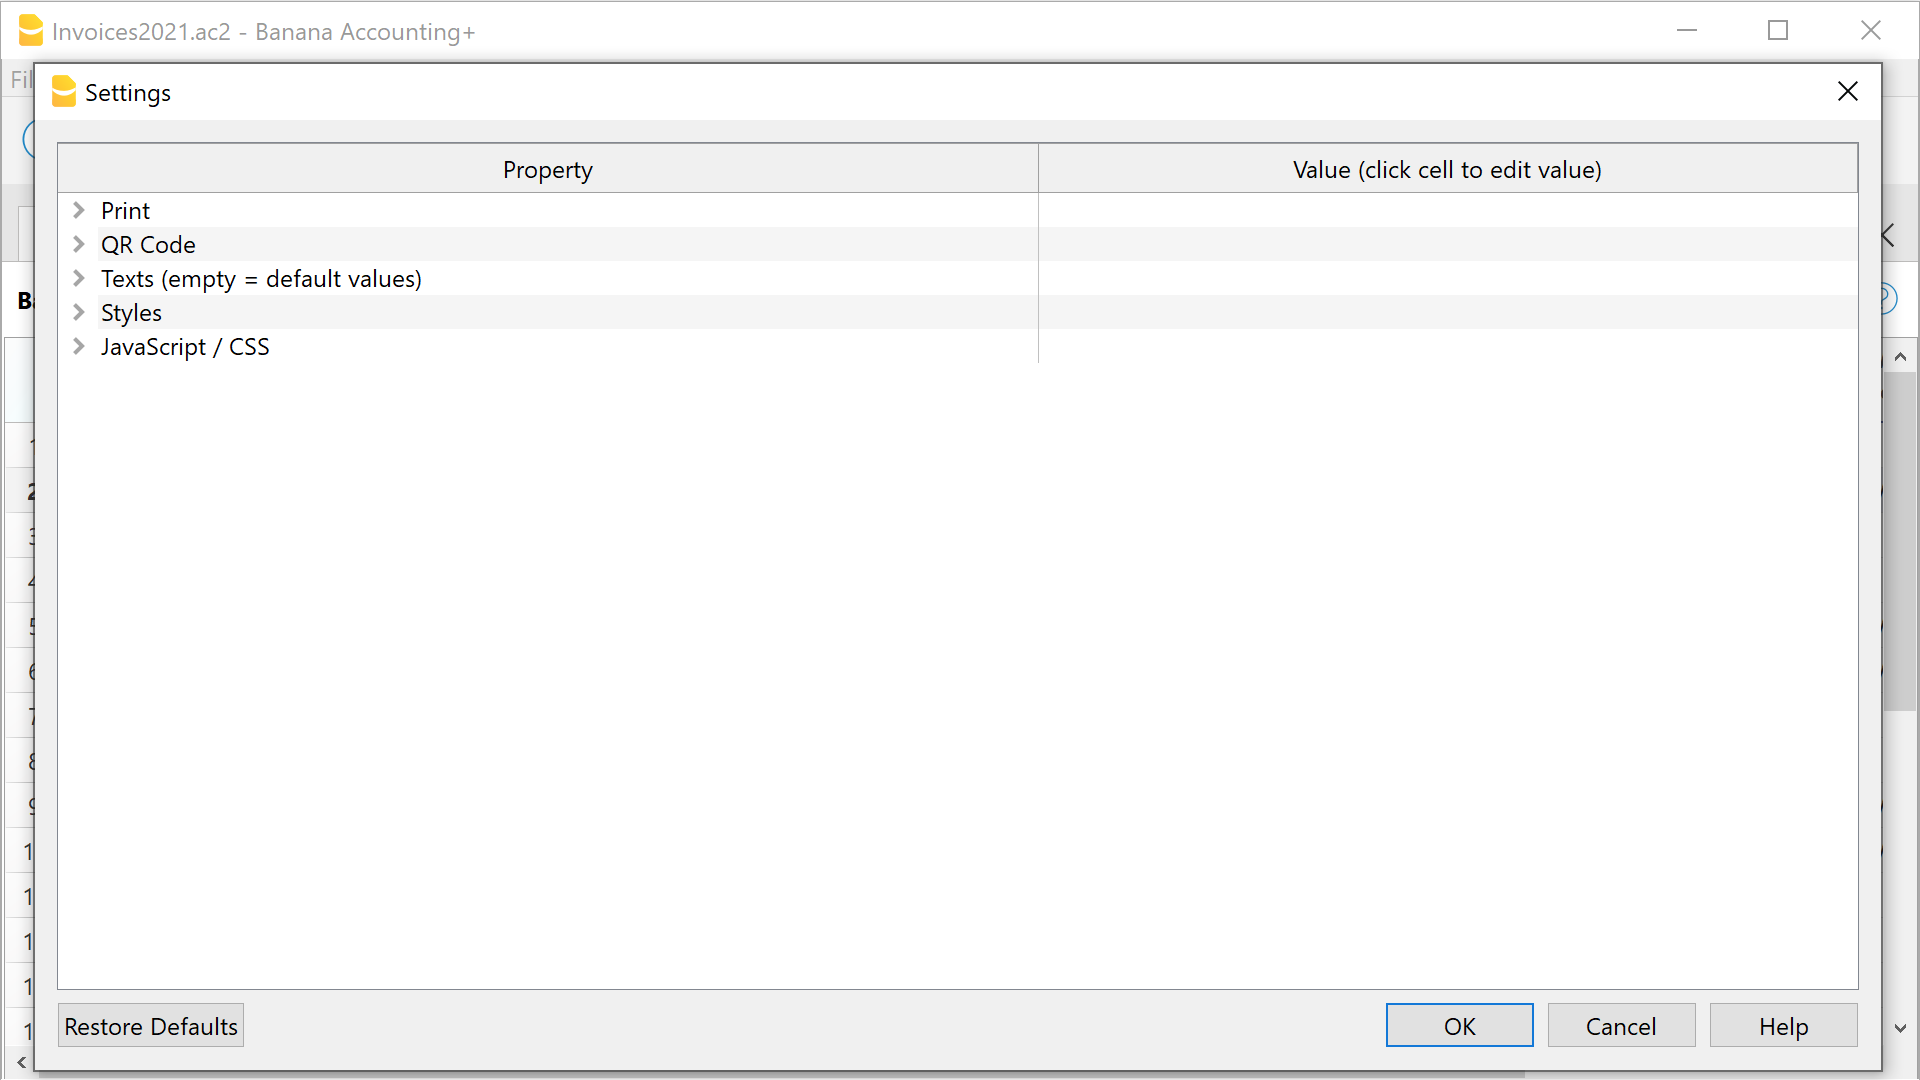 Invoices2021.ac2 - Banana Accounting+
Settings
Property
Value (click cell to edit value)
Print
QR Code
Texts (empty = default values)
Styles
JavaScript / CSS
Restore Defaults
OK
Cancel
Help